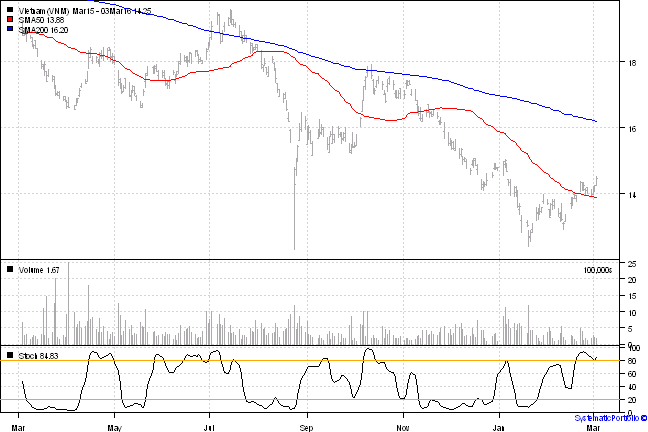 Vietnam (VNM) Mar15 - 03Mar16 14.25
SMA50 13.88
SMA200 16.20
18
16
14
Volume 1.67
100,000s
25
20
15
10
5
0
Stoch 84.83
100
80
60
40
20
0
Mar May Jul Sep Nov Jan Mar
SystematicPortfolio ©